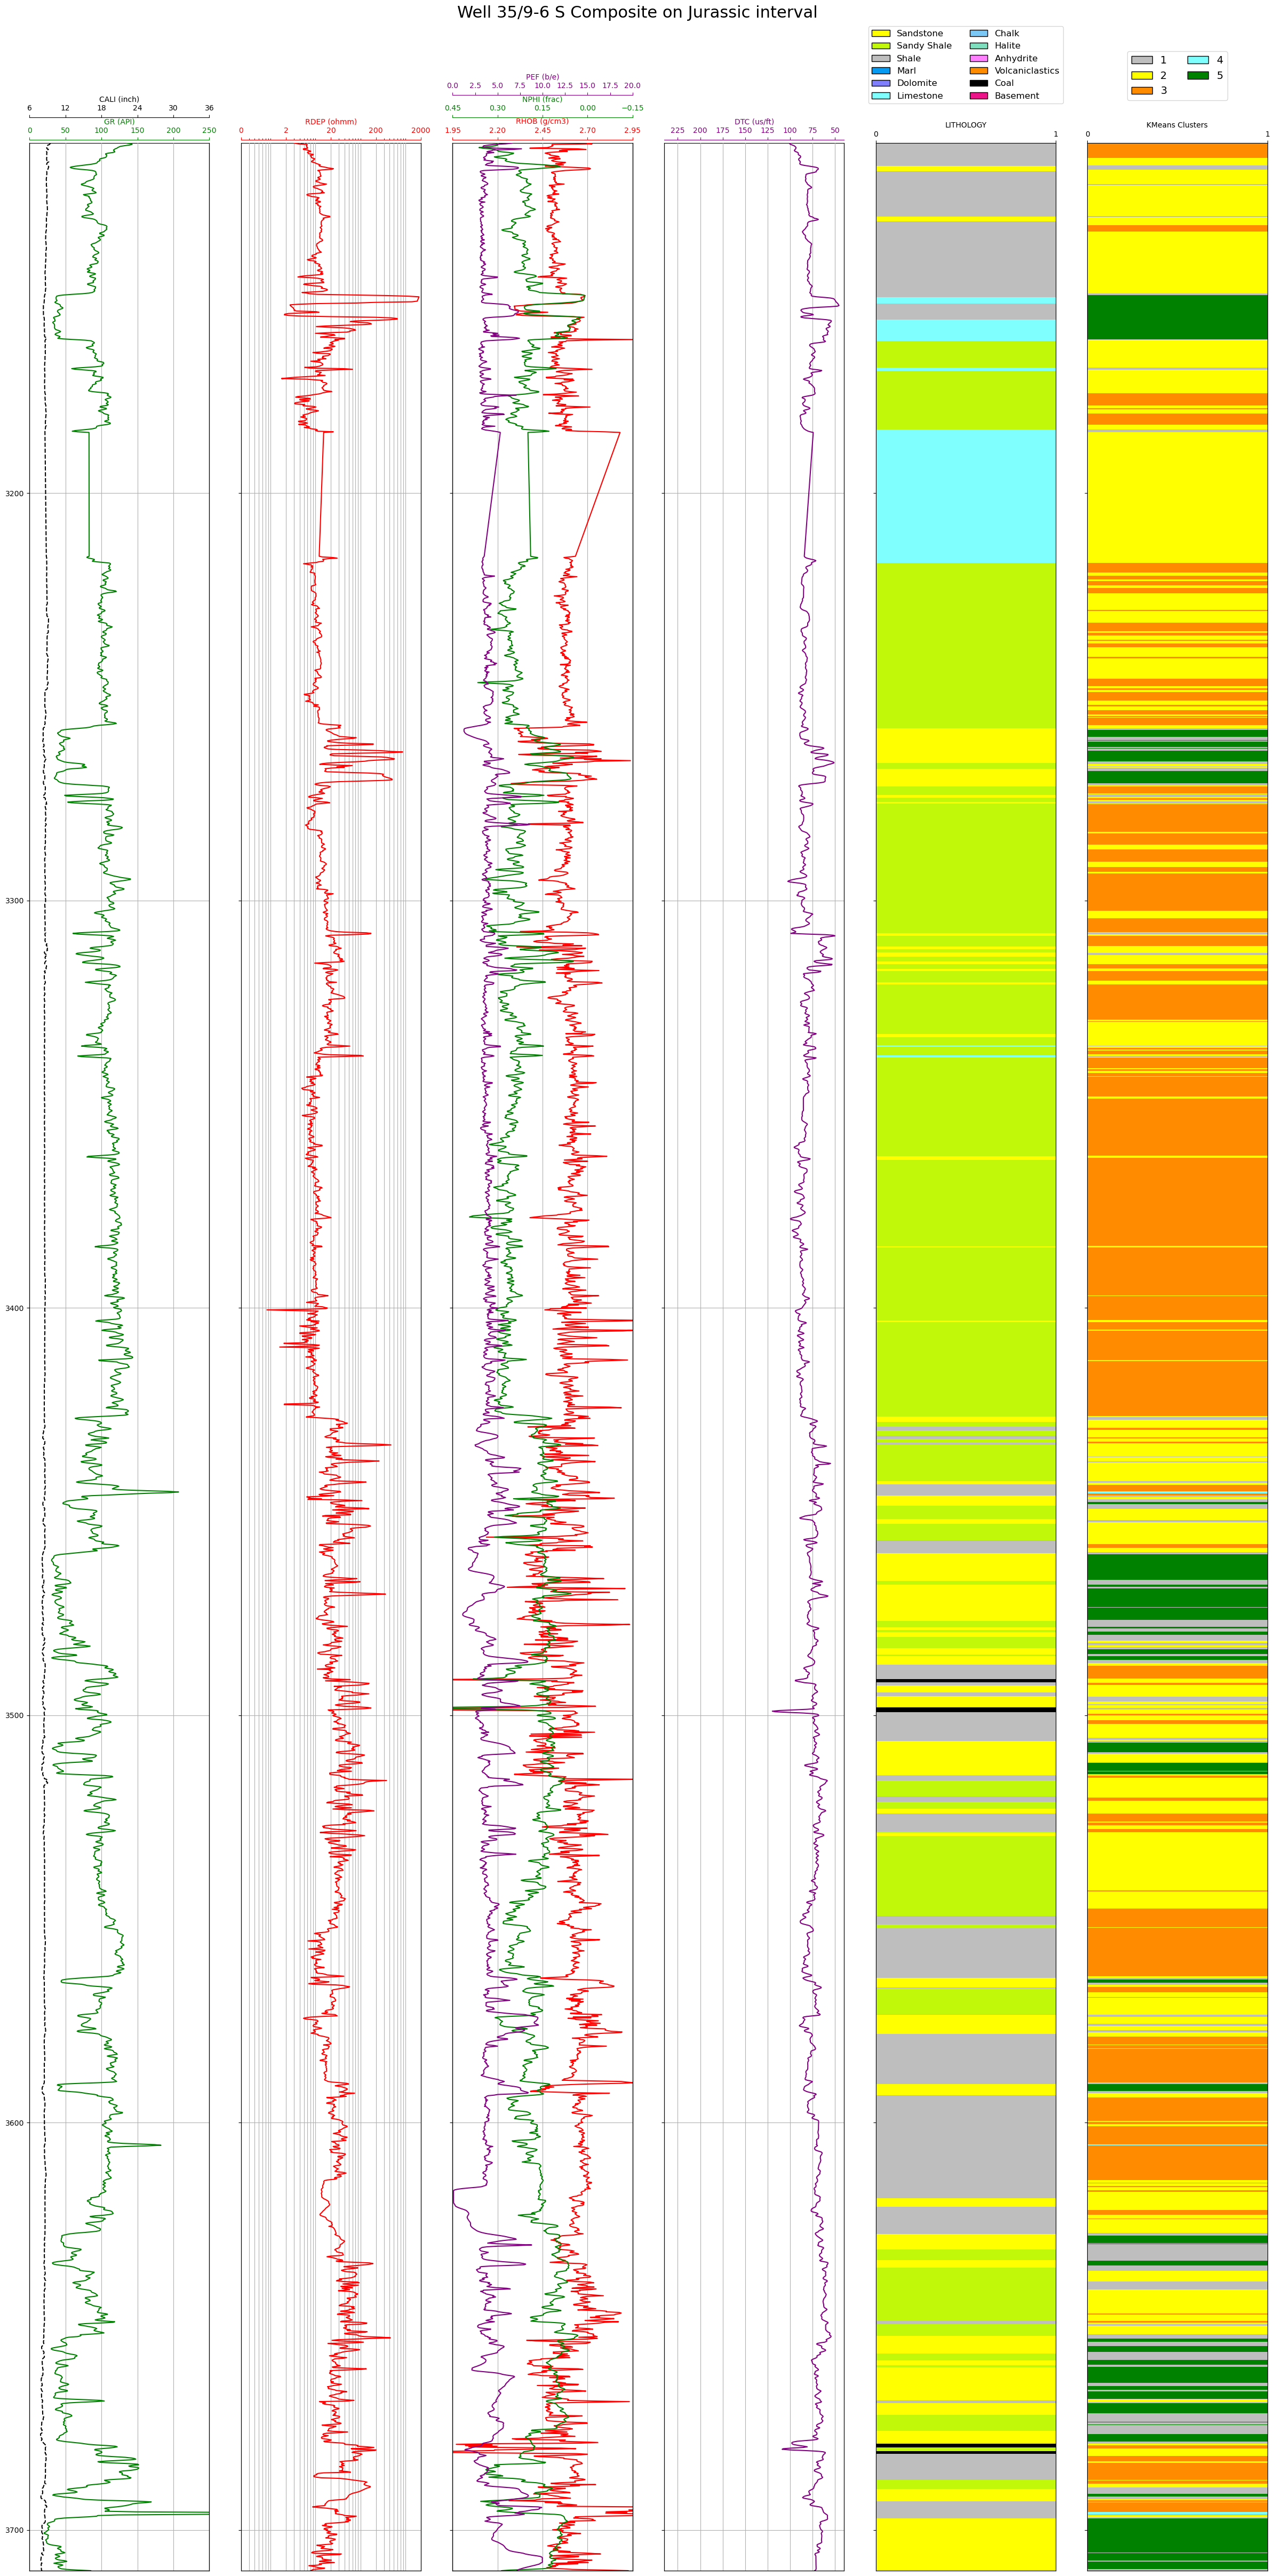 Well 35/9-6 S Composite on Jurassic interval
Sandstone Chalk
Sandy Shale Halite
Shale Anhydrite
Marl Volcaniclastics
Dolomite Coal
Limestone Basement
1 4
2 5
3
PEF (b/e)
0.0 2.5 5.0 7.5 10.0 12.5 15.0 17.5 20.0
CALI (inch) NPHI (frac)
6 12 18 24 30 36 0.45 0.30 0.15 0.00 −0.15
GR (API) RDEP (ohmm) RHOB (g/cm3) DTC (us/ft) LITHOLOGY KMeans Clusters
0 50 100 150 200 250 0 2 20 200 2000 1.95 2.20 2.45 2.70 2.95 225 200 175 150 125 100 75 50 0 1 0 1
3200
3300
3400
3500
3600
3700